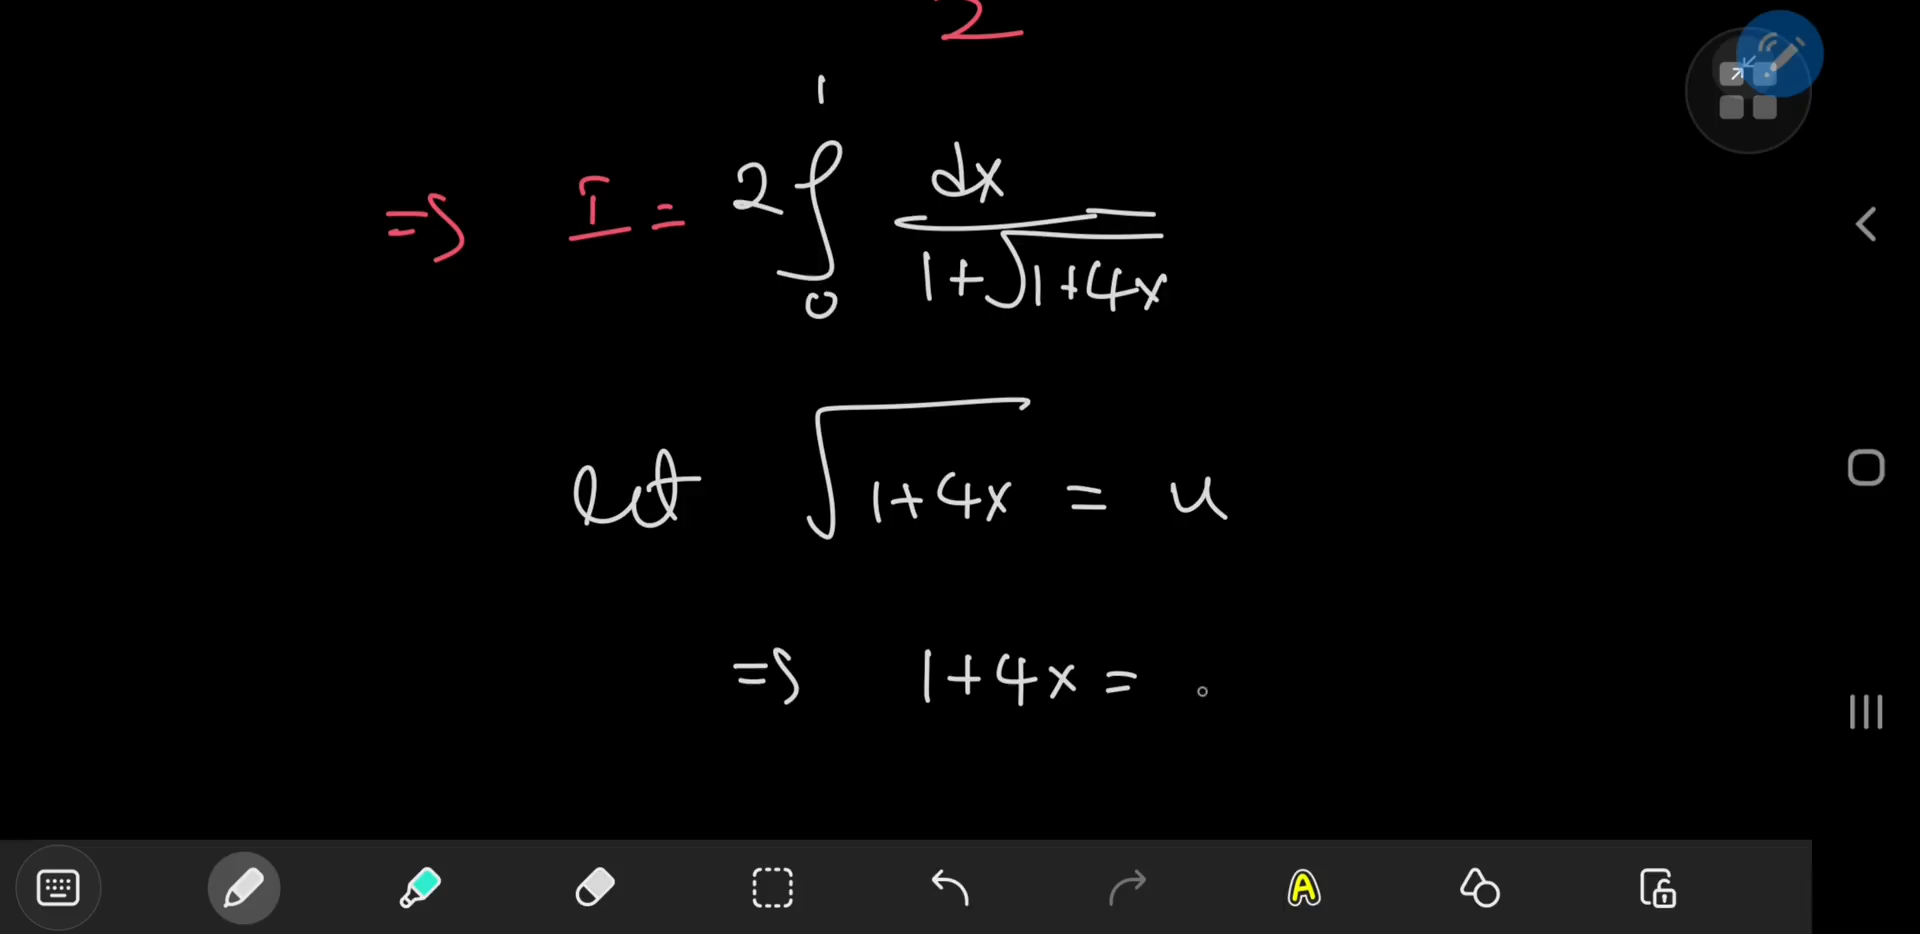 2
=> I = 2∫₀¹ dx/(1+√(1+4x))
let √(1+4x) = u
=> 1+4x =
A